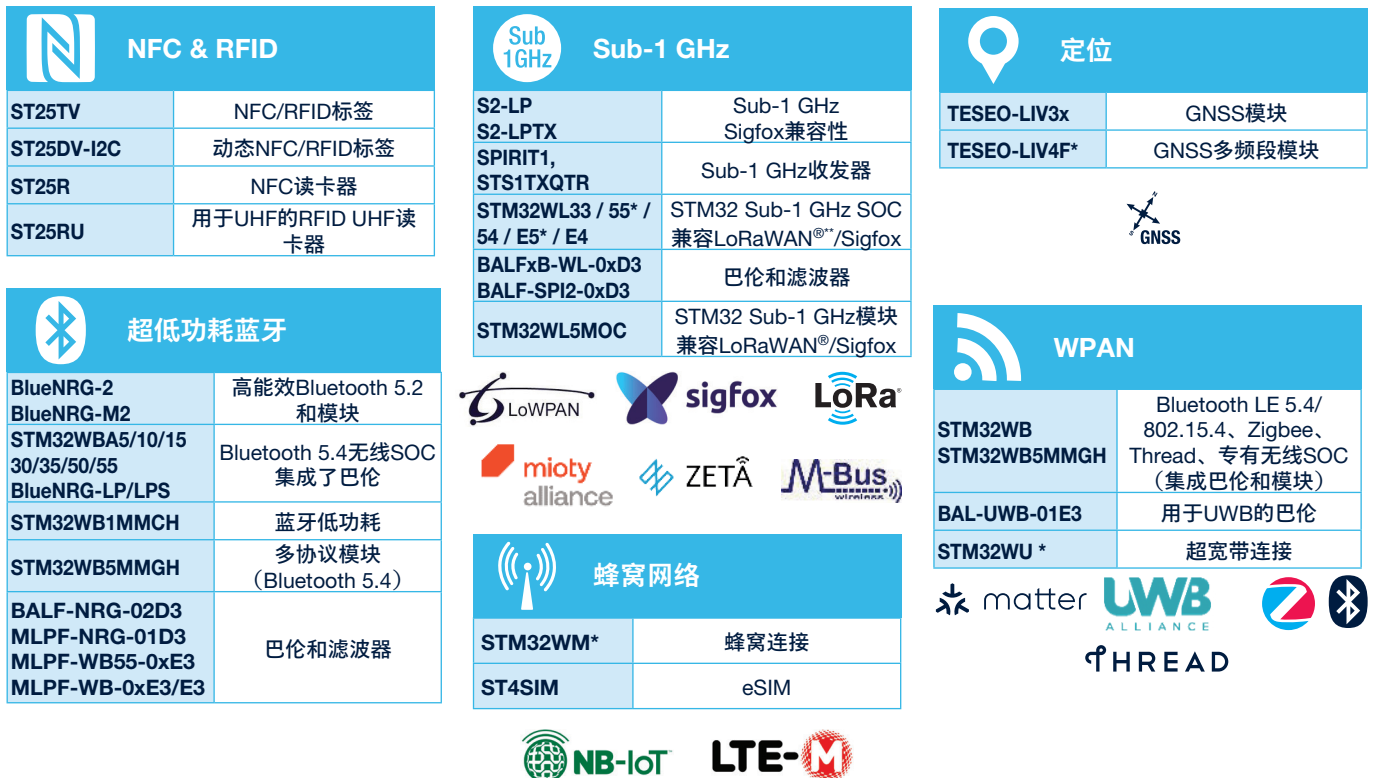 NFC & RFID
ST25TV
NFC/RFID标签
ST25DV-I2C
动态NFC/RFID标签
ST25R
NFC读卡器
ST25RU
用于UHF的RFID UHF读
卡器
超低功耗蓝牙
BlueNRG-2
BlueNRG-M2
高能效Bluetooth 5.2
和模块
STM32WBA5/10/15
30/35/50/55
BlueNRG-LP/LPS
Bluetooth 5.4无线SOC
集成了巴伦
STM32WB1MMCH
蓝牙低功耗
STM32WB5MMGH
多协议模块
（Bluetooth 5.4）
BALF-NRG-02D3
MLPF-NRG-01D3
MLPF-WB55-0xE3
MLPF-WB-0xE3/E3
巴伦和滤波器
Sub
1GHz
Sub-1 GHz
S2-LP
S2-LPTX
Sub-1 GHz
Sigfox兼容性
SPIRIT1,
STS1TXQTR
Sub-1 GHz收发器
STM32WL33 / 55* /
54 / E5* / E4
STM32 Sub-1 GHz SOC
兼容LoRaWAN®**/Sigfox
BALFxB-WL-0xD3
BALF-SPI2-0xD3
巴伦和滤波器
STM32WL5MOC
STM32 Sub-1 GHz模块
兼容LoRaWAN®/Sigfox
6LoWPAN
sigfox
LoRa®
mioty
alliance
ZETÂ
M-Bus
wireless
蜂窝网络
STM32WM*
蜂窝连接
ST4SIM
eSIM
NB-IoT
LTE-M
定位
TESEO-LIV3x
GNSS模块
TESEO-LIV4F*
GNSS多频段模块
N
S
GNSS
WPAN
STM32WB
STM32WB5MMGH
Bluetooth LE 5.4/
802.15.4、Zigbee、
Thread、专有无线SOC
（集成巴伦和模块）
BAL-UWB-01E3
用于UWB的巴伦
STM32WU *
超宽带连接
matter
UWB
ALLIANCE
THREAD